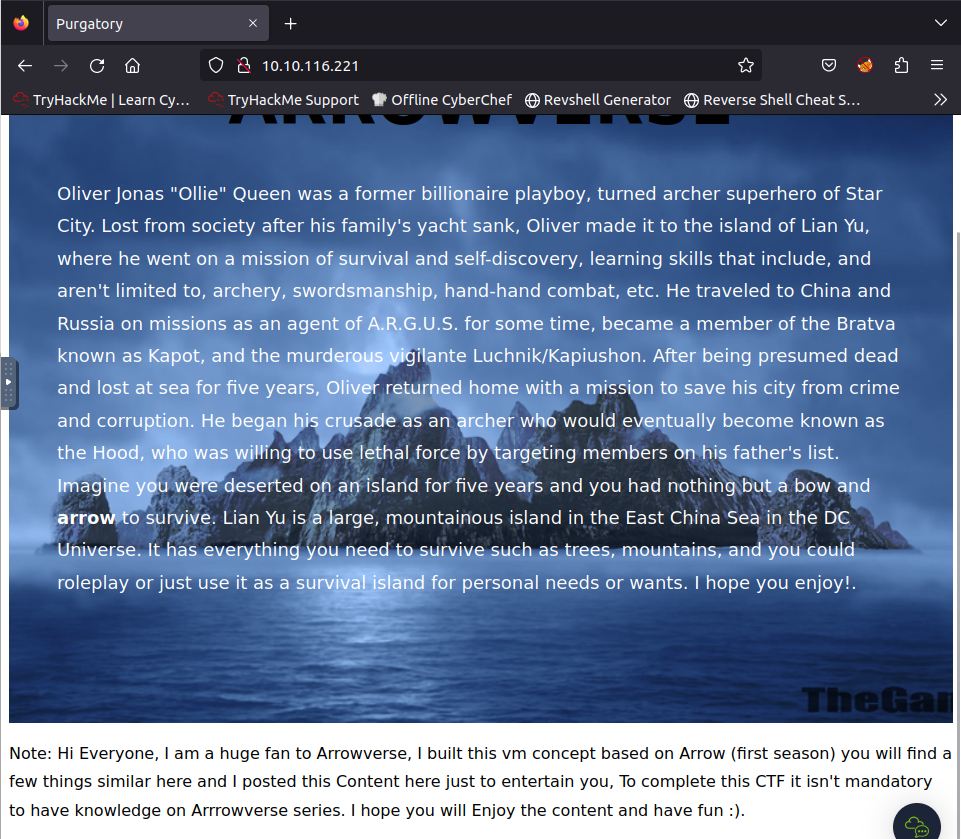 Purgatory
10.10.116.221
TryHackMe | Learn Cy...
TryHackMe Support
Offline CyberChef
Revshell Generator
Reverse Shell Cheat S...
ARROWVERSE
Oliver Jonas "Ollie" Queen was a former billionaire playboy, turned archer superhero of Star
City. Lost from society after his family's yacht sank, Oliver made it to the island of Lian Yu,
where he went on a mission of survival and self-discovery, learning skills that include, and
aren't limited to, archery, swordsmanship, hand-hand combat, etc. He traveled to China and
Russia on missions as an agent of A.R.G.U.S. for some time, became a member of the Bratva
known as Kapot, and the murderous vigilante Luchnik/Kapiushon. After being presumed dead
and lost at sea for five years, Oliver returned home with a mission to save his city from crime
and corruption. He began his crusade as an archer who would eventually become known as
the Hood, who was willing to use lethal force by targeting members on his father's list.
Imagine you were deserted on an island for five years and you had nothing but a bow and
arrow to survive. Lian Yu is a large, mountainous island in the East China Sea in the DC
Universe. It has everything you need to survive such as trees, mountains, and you could
roleplay or just use it as a survival island for personal needs or wants. I hope you enjoy!.
TheGam
Note: Hi Everyone, I am a huge fan to Arrowverse, I built this vm concept based on Arrow (first season) you will find a
few things similar here and I posted this Content here just to entertain you, To complete this CTF it isn't mandatory
to have knowledge on Arrrowverse series. I hope you will Enjoy the content and have fun :).